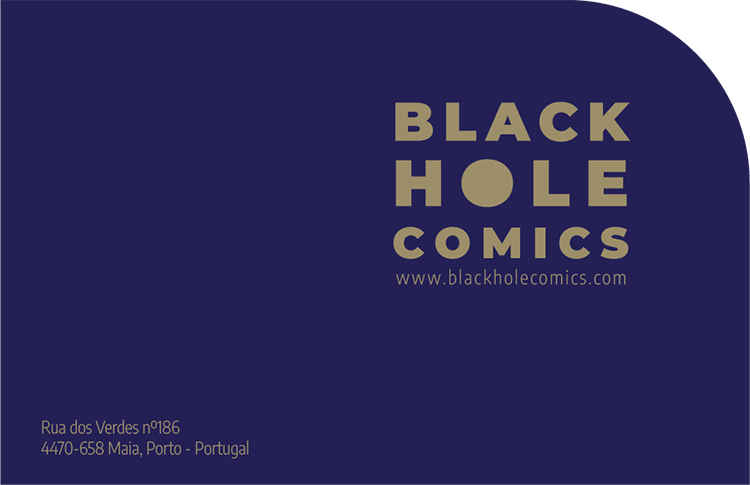 BLACK
HOLE
COMICS
www.blackholecomics.com
Rua dos Verdes nº186
4470-658 Maia, Porto - Portugal